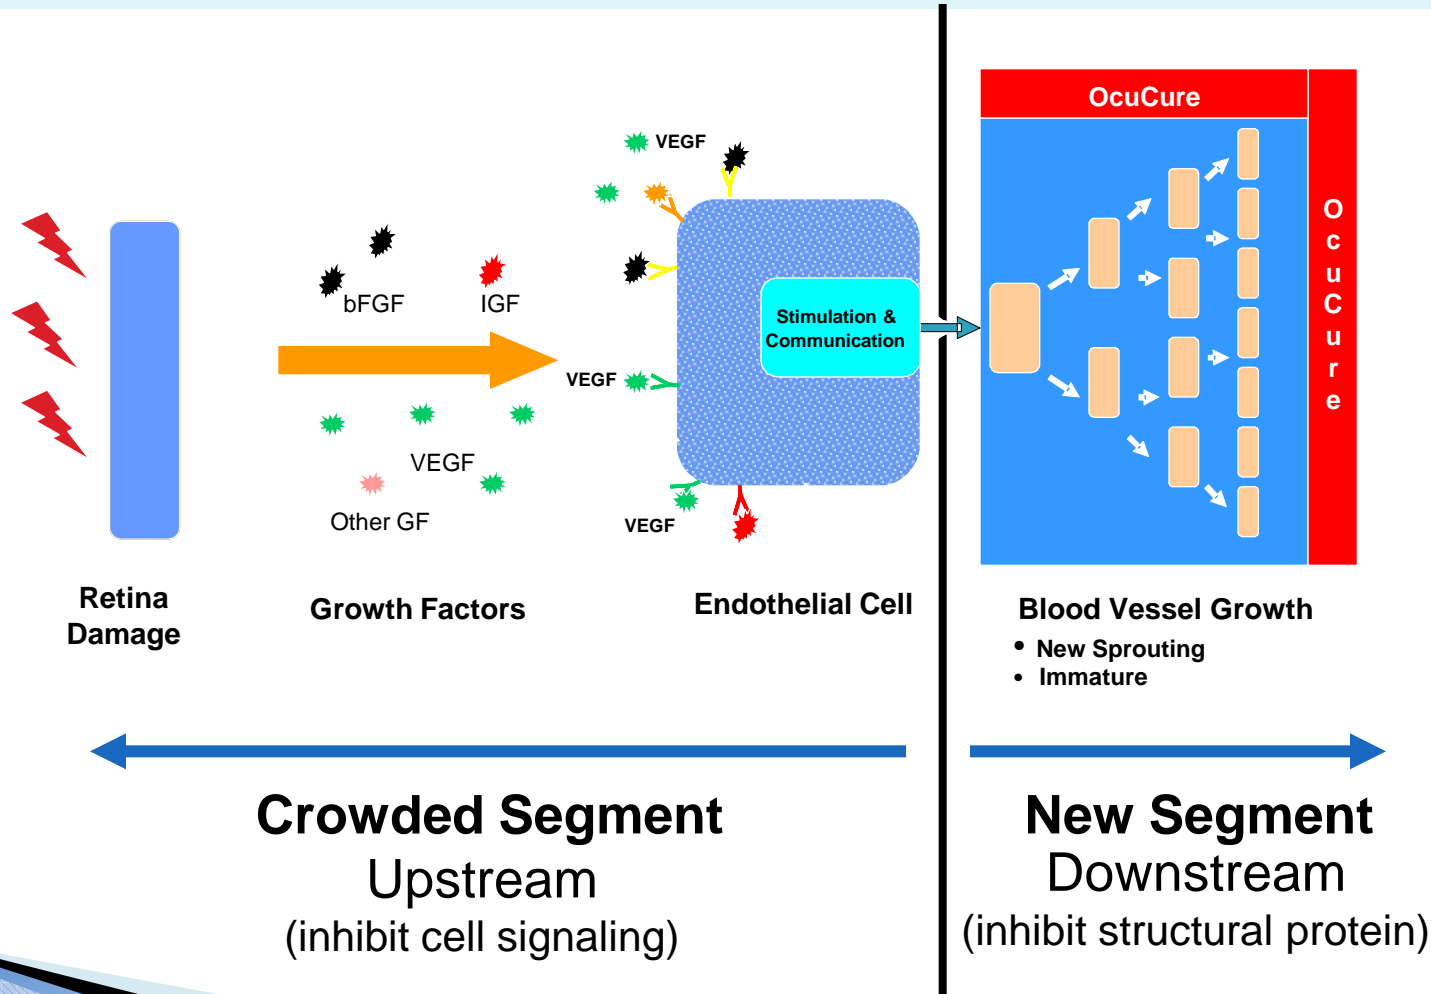 OcuCure
VEGF
OcuCure
bFGF
IGF
Stimulation &
Communication
VEGF
VEGF
Other GF
VEGF
Retina
Damage
Growth Factors
Endothelial Cell
Blood Vessel Growth
• New Sprouting
• Immature
Crowded Segment
Upstream
(inhibit cell signaling)
New Segment
Downstream
(inhibit structural protein)